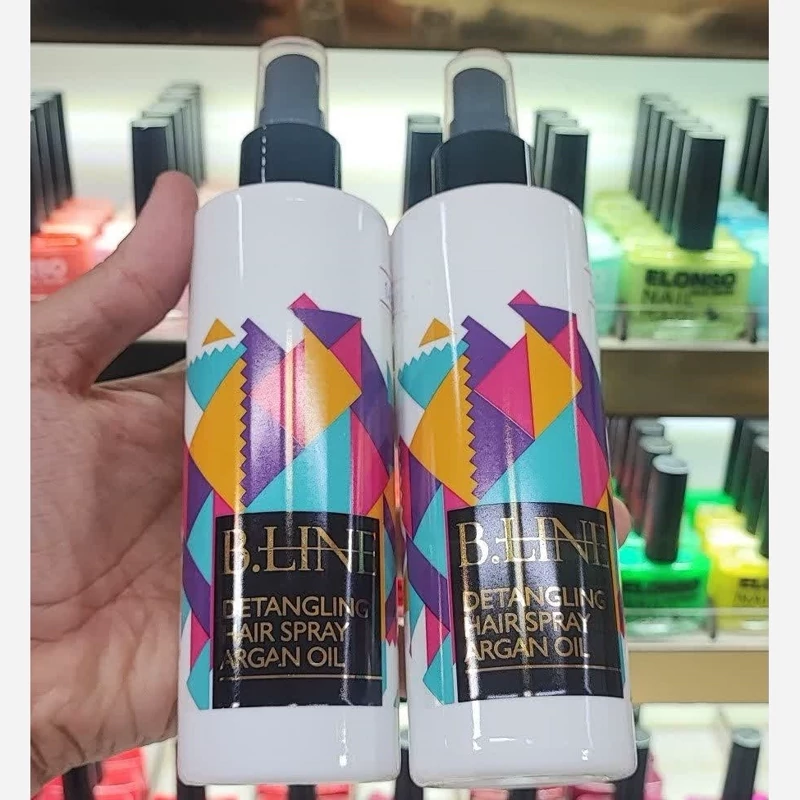 B.LINE
DETANGLING
HAIR SPRAY
ARGAN OIL
B.LINE
DETANGLING
HAIR SPRAY
ARGAN OIL
ELONSO
NAIL